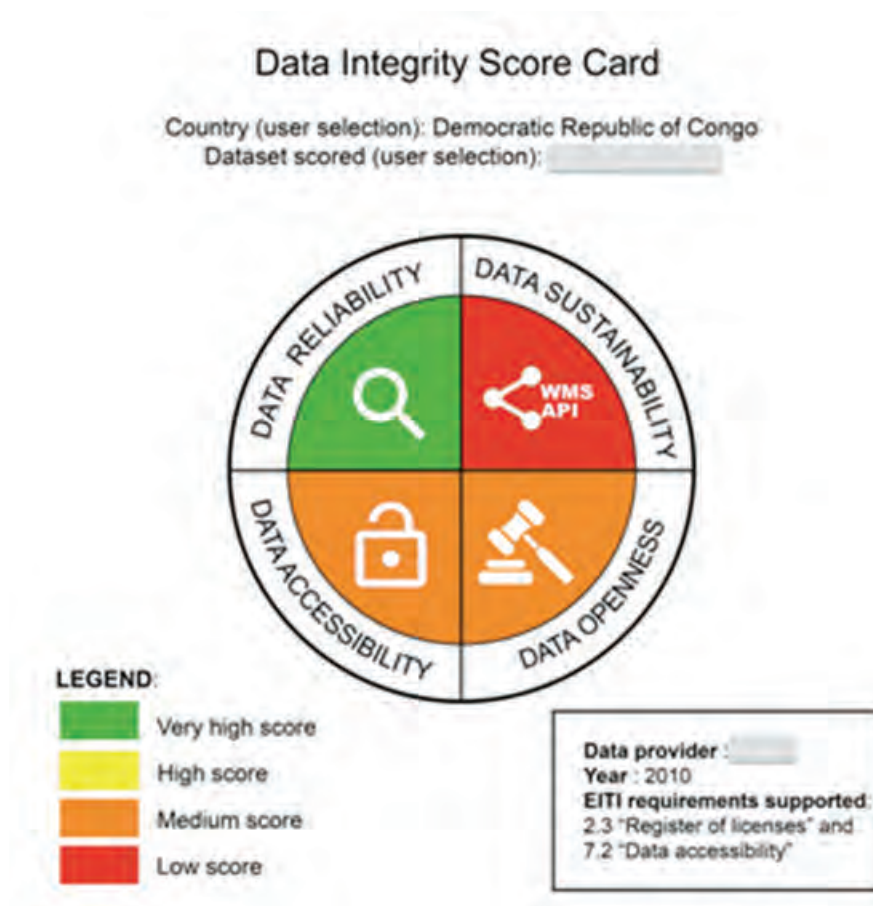 Data Integrity Score Card
Country (user selection): Democratic Republic of Congo
Dataset scored (user selection):
DATA RELIABILITY
DATA SUSTAINABILITY
WMS
API
DATA ACCESSIBILITY
DATA OPENNESS
LEGEND:
Very high score
High score
Medium score
Low score
Data provider :
Year : 2010
EITI requirements supported:
2.3 "Register of licenses" and
7.2 "Data accessibility"